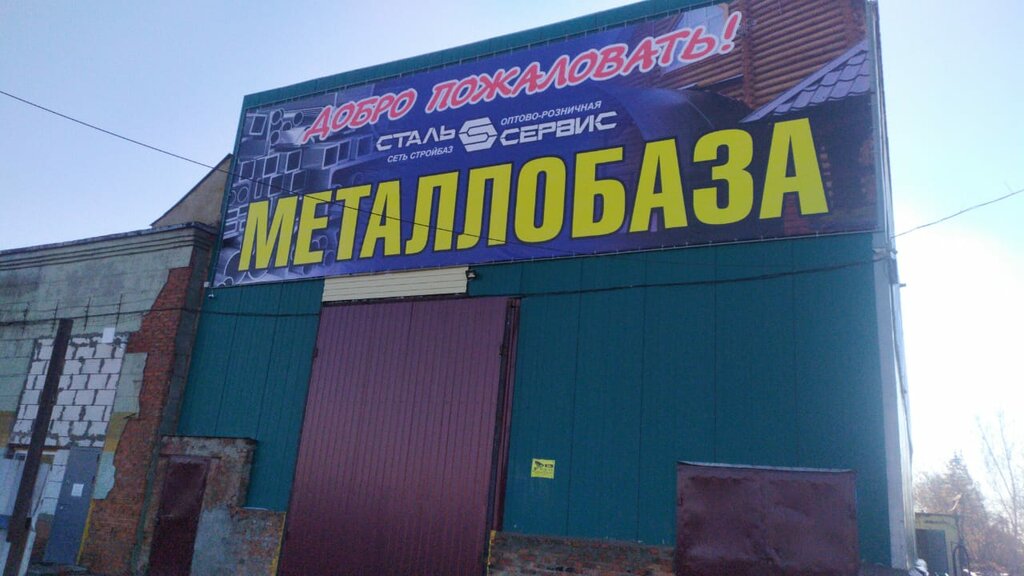 ДОБРО ПОЖАЛОВАТЬ!
СТАЛЬ СЕРВИС
СЕТЬ СТРОЙБАЗ ОПТОВО-РОЗНИЧНАЯ
МЕТАЛЛОБАЗА